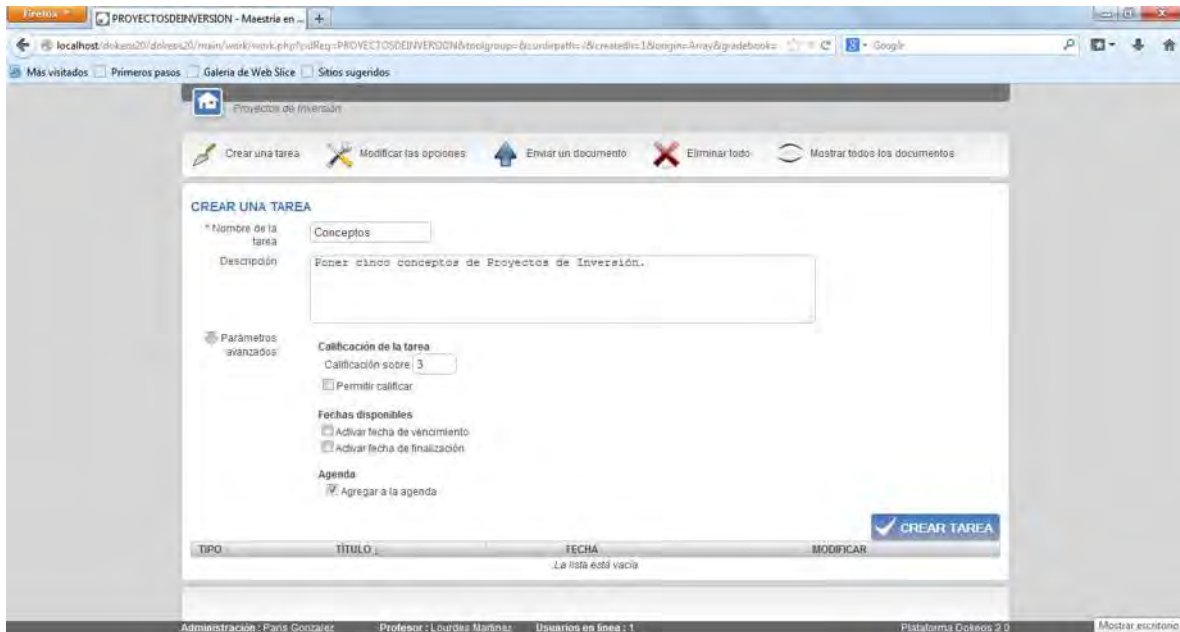 Firefox
PROYECTOSDEINVERSION - Maestria en ...
Google
Más visitados Primeros pasos Galería de Web Slice Sitios sugeridos
Proyectos de Inversión
Crear una tarea Modificar las opciones Enviar un documento Eliminar todo Mostrar todos los documentos
CREAR UNA TAREA
* Nombre de la tarea
Conceptos
Descripción
Poner cinco conceptos de Proyectos de Inversión.
Parámetros avanzados
Calificación de la tarea
Calificación sobre 3
Permitir calificar
Fechas disponibles
Activar fecha de vencimiento
Activar fecha de finalización
Agenda
Agregar a la agenda
CREAR TAREA
TIPO TÍTULO FECHA MODIFICAR
La lista está vacía
Administración : Paris González Profesor : Lourdes Martínez Usuarios en línea : 1 Plataforma Dokeos 2.0
Mostrar escritorio